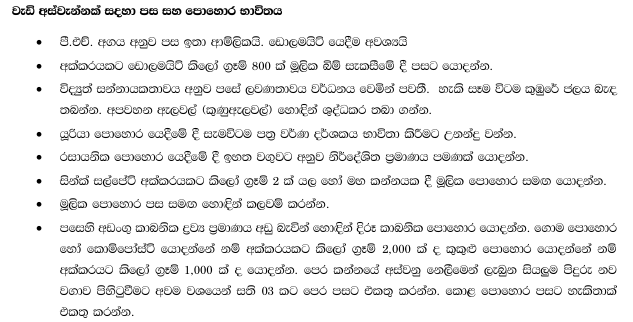 වැඩි අස්වැන්නක් සඳහා පස සහ පොහොර භාවිතය
• පී.එච්. අගය අනුව පස ඉතා ආම්ලිකයි. ඩොලමයිට් යෙදීම අවශ්‍යයි
• අක්කරයකට ඩොලමයිට් කිලෝ ග්‍රෑම් 800 ක් මූලික බිම් සැකසීමේ දී පසට යොදන්න.
• විද්‍යුත් සන්නායකතාවය අනුව පසේ ලවණතාවය වර්ධනය වෙමින් පවතී. හැකි සෑම විටම කුඹුරේ ජලය බැඳ
තබන්න. අපවහන ඇලවල් (කුණුඇලවල්) හොඳින් ශුද්ධකර තබා ගන්න.
• යූරියා පොහොර යෙදීමේ දී සැමවිටම පත්‍ර වර්ණ දර්ශකය භාවිතා කිරීමට උනන්දු වන්න.
• රසායනික පොහොර යෙදීමේ දී ඉහත වගුවට අනුව නිර්දේශිත ප්‍රමාණය පමණක් යොදන්න.
• සින්ක් සල්පේට් අක්කරයකට කිලෝ ග්‍රෑම් 2 ක් යල හෝ මහ කන්නයක දී මූලික පොහොර සමඟ යොදන්න.
• මූලික පොහොර පස සමඟ හොඳින් කලවම් කරන්න.
• පසෙහි අඩංගු කාබනික ද්‍රව්‍ය ප්‍රමාණය අඩු බැවින් හොඳින් දිරූ කාබනික පොහොර යොදන්න. ගොම පොහොර
හෝ කොම්පෝස්ට් යොදන්නේ නම් අක්කරයකට කිලෝ ග්‍රෑම් 2,000 ක් ද කුකුළු පොහොර යොදන්නේ නම්
අක්කරයට කිලෝ ග්‍රෑම් 1,000 ක් ද යොදන්න. පෙර කන්නයේ අස්වනු නෙලීමෙන් ලැබුන සියලුම පිදුරු නව
වගාව පිහිටුවීමට අවම වශයෙන් සති 03 කට පෙර පසට එකතු කරන්න. කොළ පොහොර පසට හැකිතාක්
එකතු කරන්න.